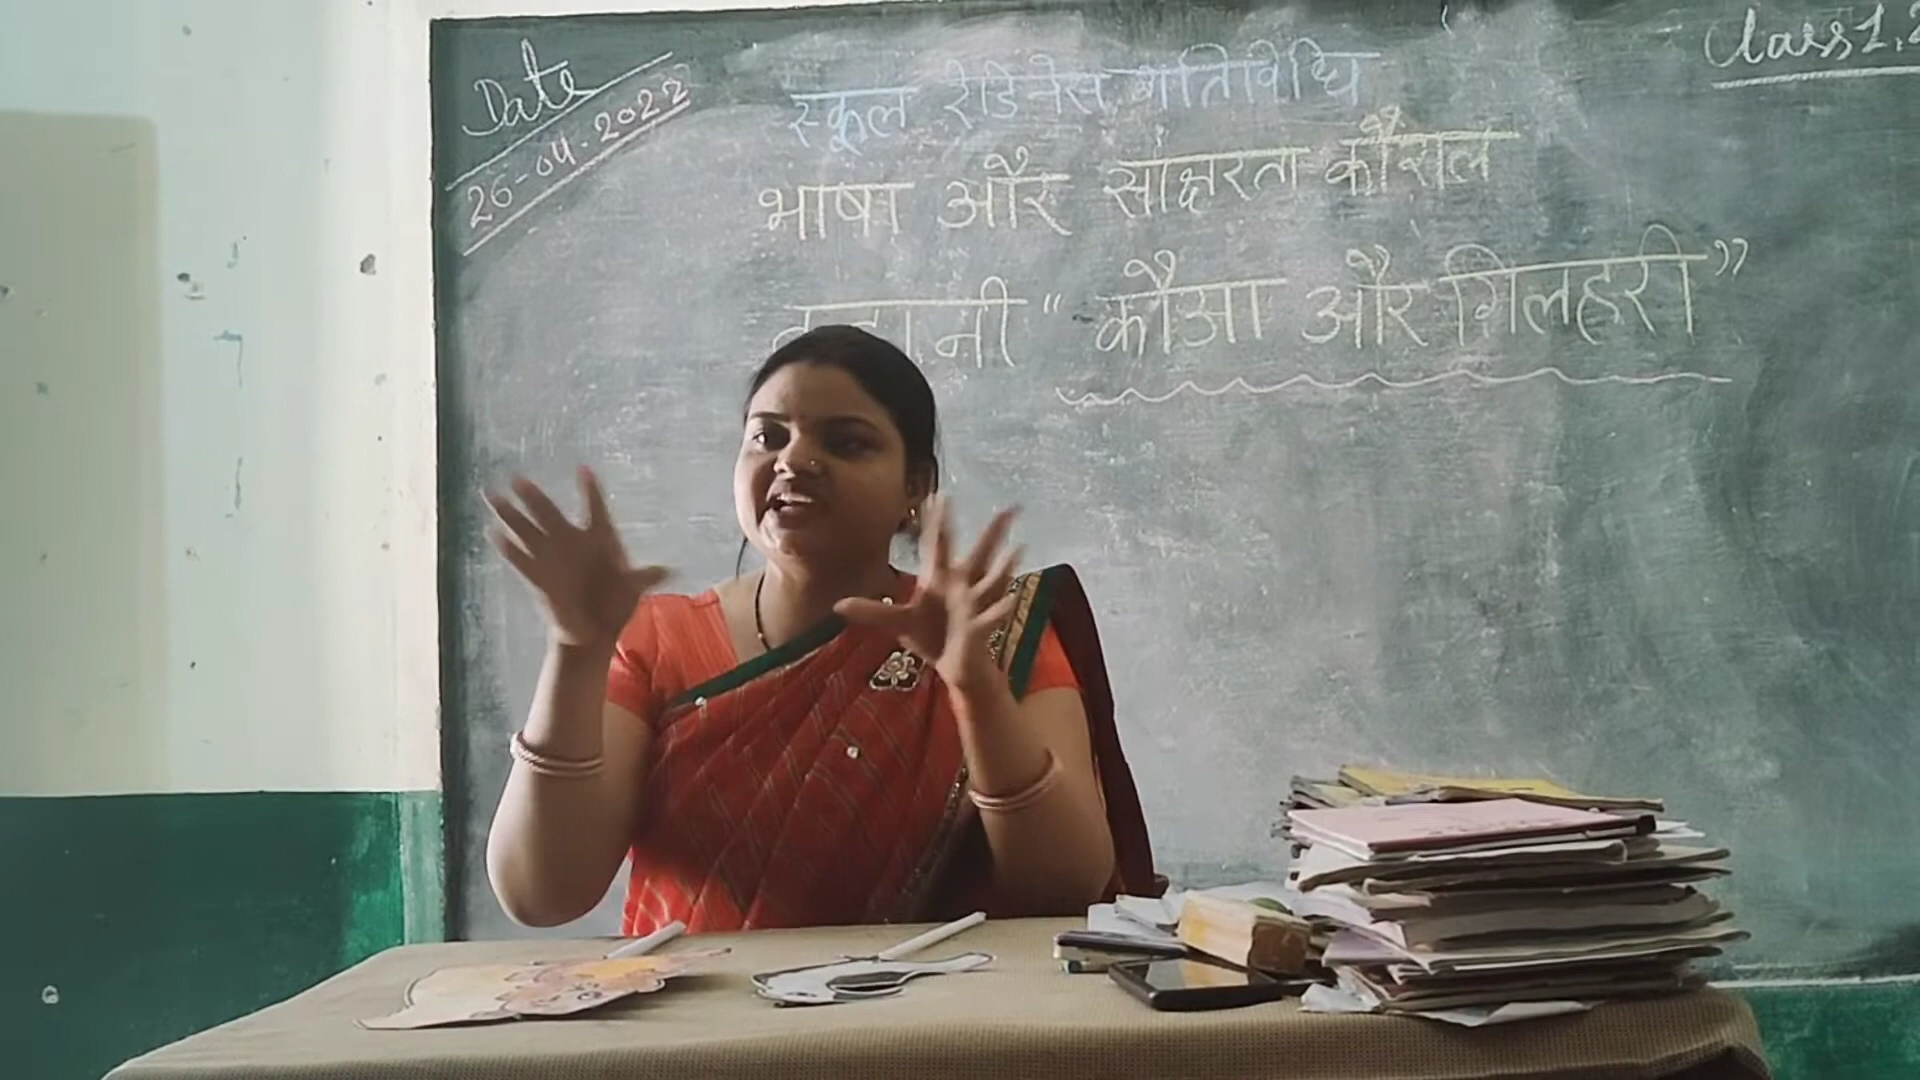 Date
26-04-2022
Class 1, 2
स्कूल रेडिनेस गतिविधि
भाषा और साक्षरता कौशल
कहानी "कौआ और गिलहरी"